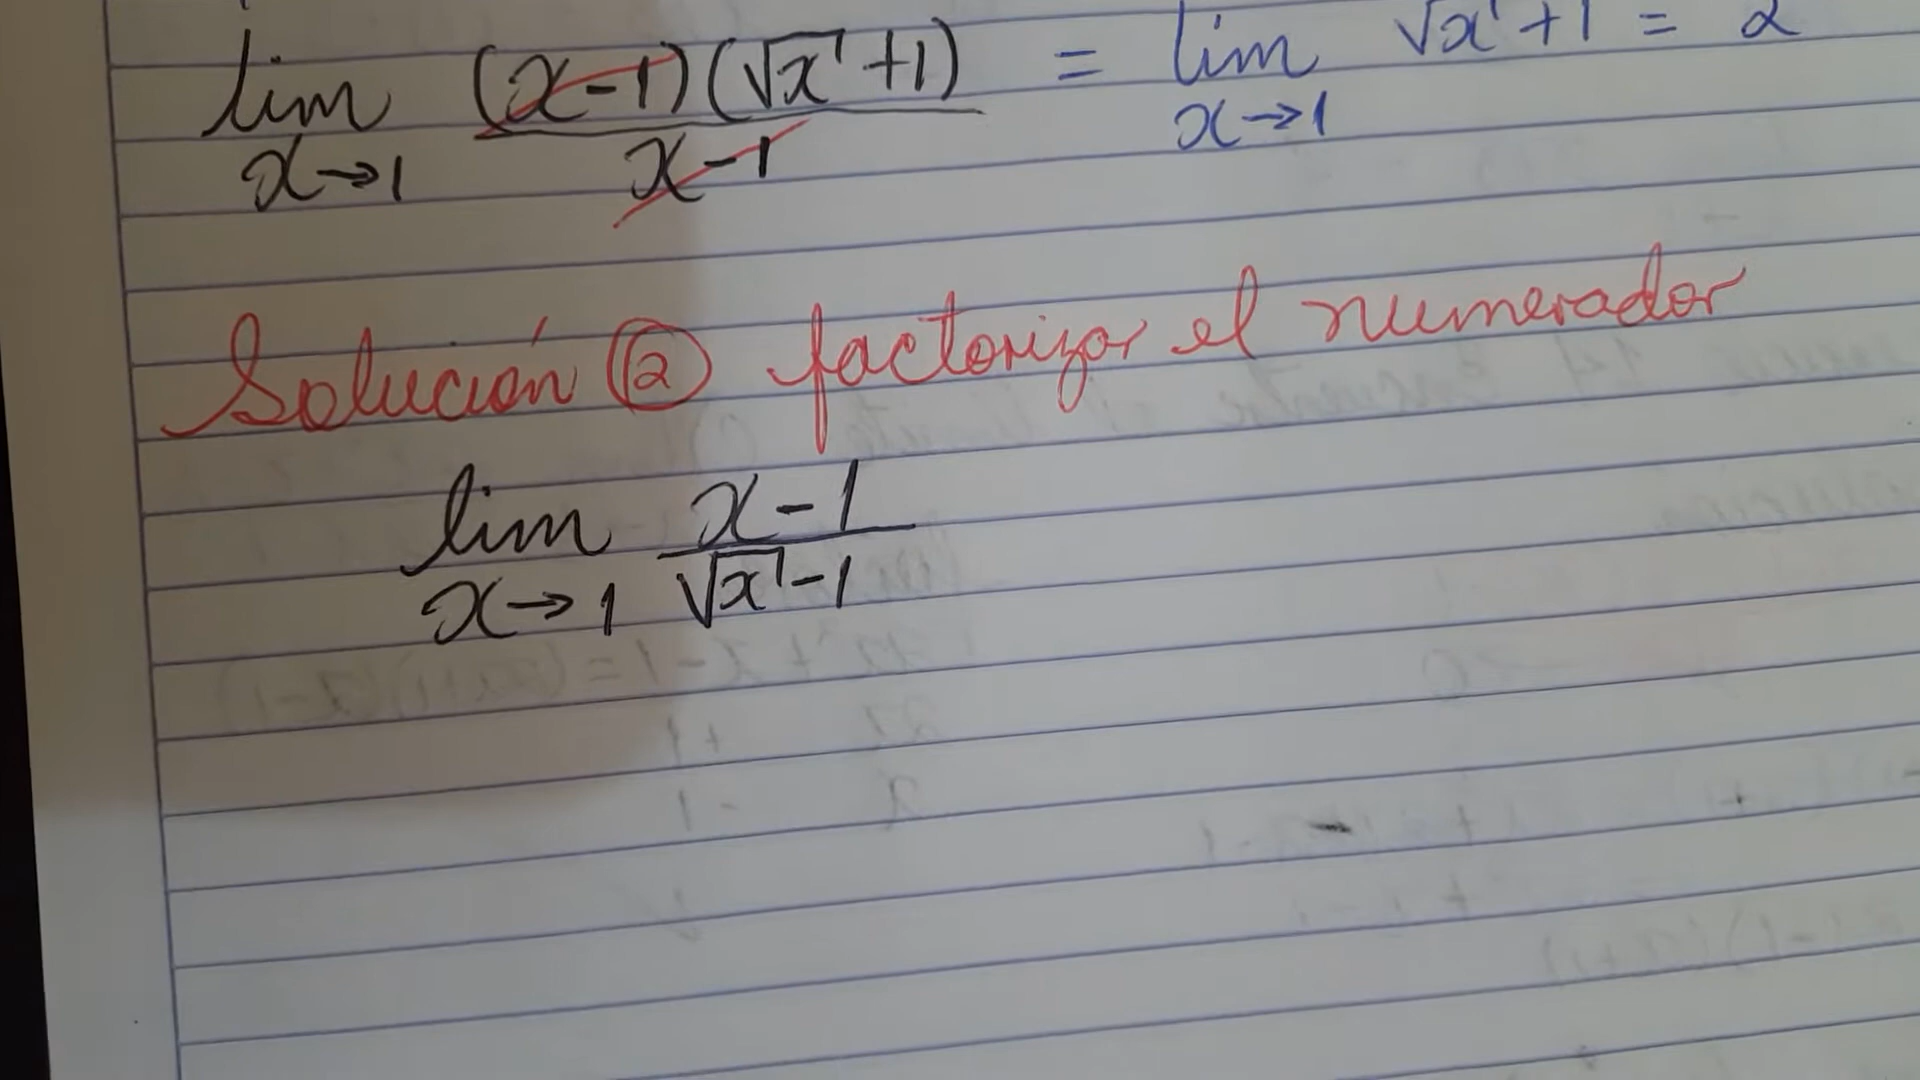 lim (x-1)(√x+1) = lim √x+1 = 2
x→1 x-1 x→1
Solución ② factorizar el numerador
lim x-1
x→1 √x-1